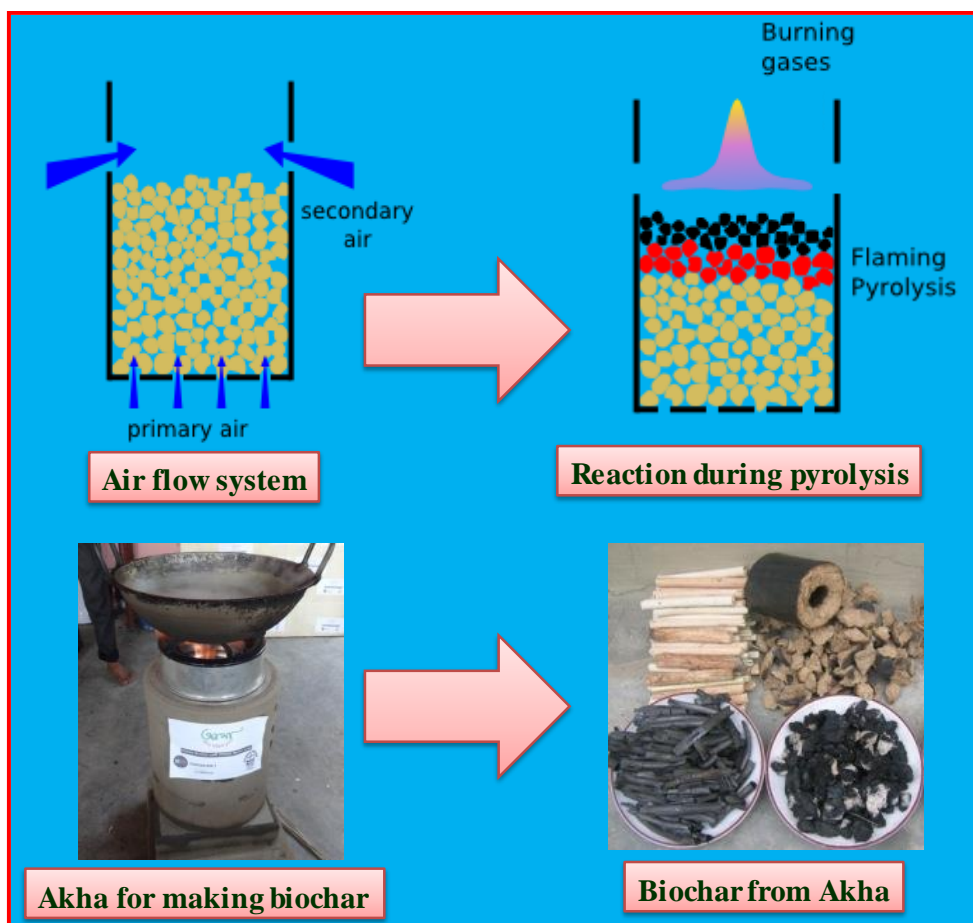 Burning
gases
secondary
air
Flaming
Pyrolysis
primary air
Air flow system
Reaction during pyrolysis
Akha for making biochar
Biochar from Akha